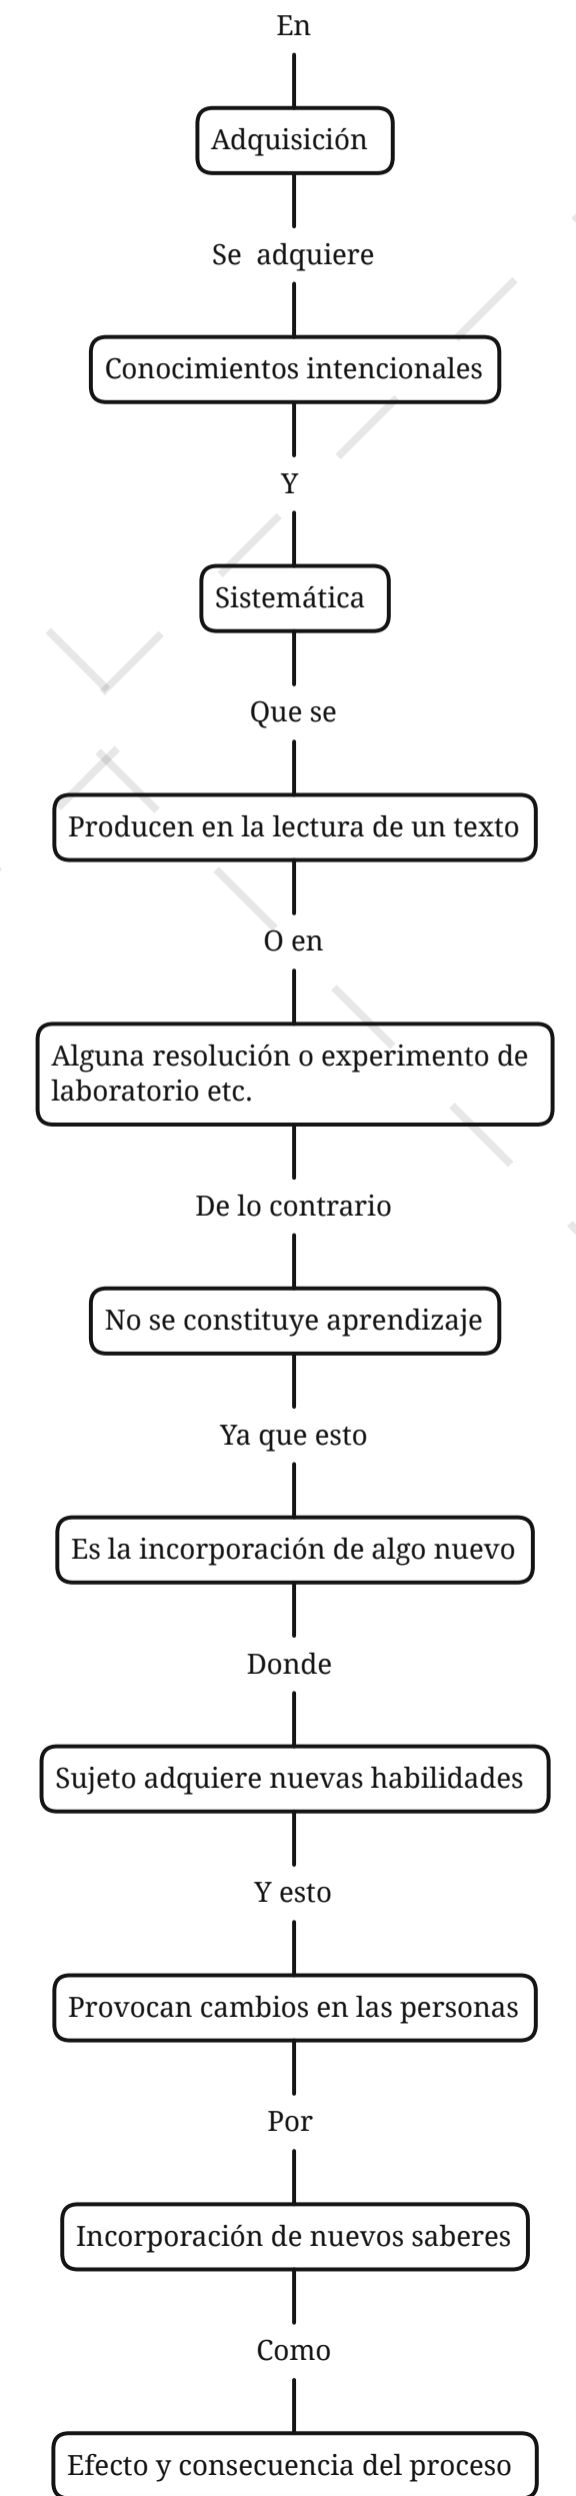 En
Adquisición
Se  adquiere
Conocimientos intencionales
Y
Sistemática
Que se
Producen en la lectura de un texto
O en
Alguna resolución o experimento de
laboratorio etc.
De lo contrario
No se constituye aprendizaje
Ya que esto
Es la incorporación de algo nuevo
Donde
Sujeto adquiere nuevas habilidades
Y esto
Provocan cambios en las personas
Por
Incorporación de nuevos saberes
Como
Efecto y consecuencia del proceso